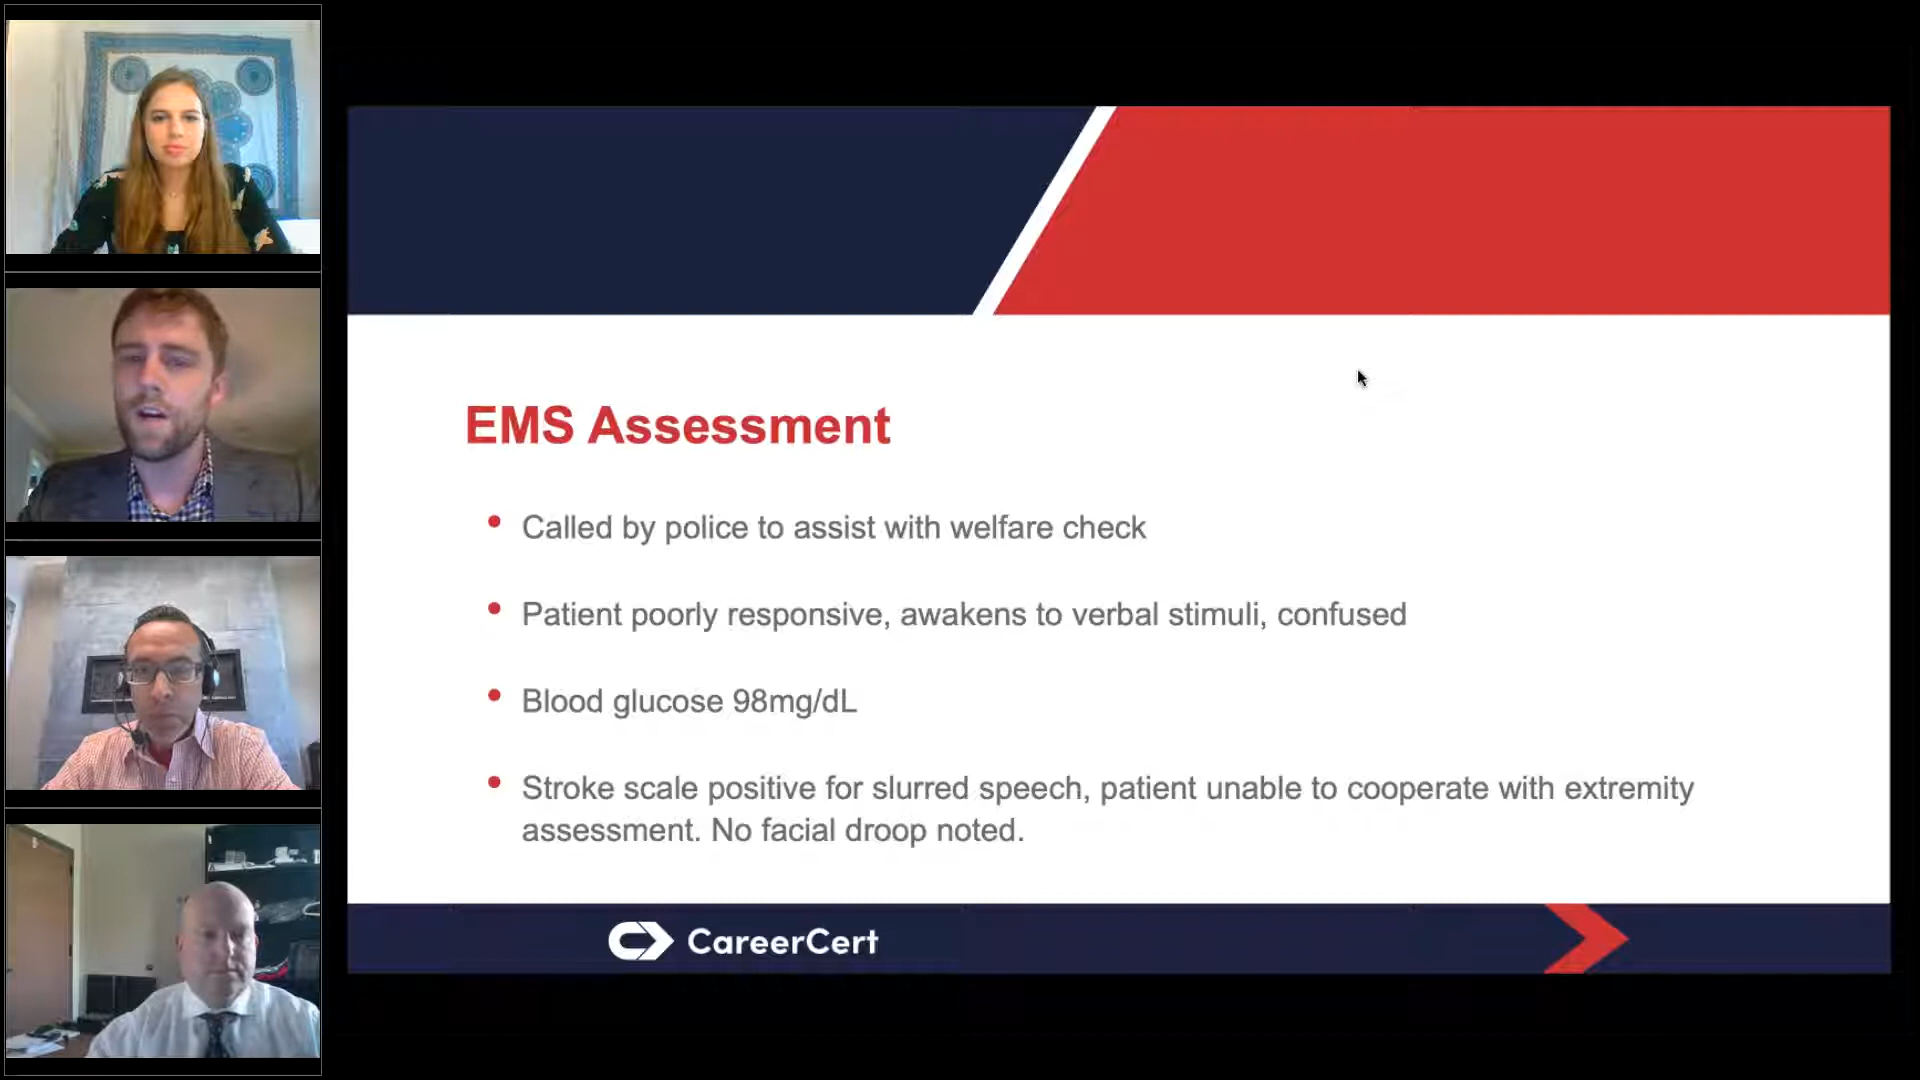 EMS Assessment
Called by police to assist with welfare check
Patient poorly responsive, awakens to verbal stimuli, confused
Blood glucose 98mg/dL
Stroke scale positive for slurred speech, patient unable to cooperate with extremity
assessment. No facial droop noted.
CareerCert